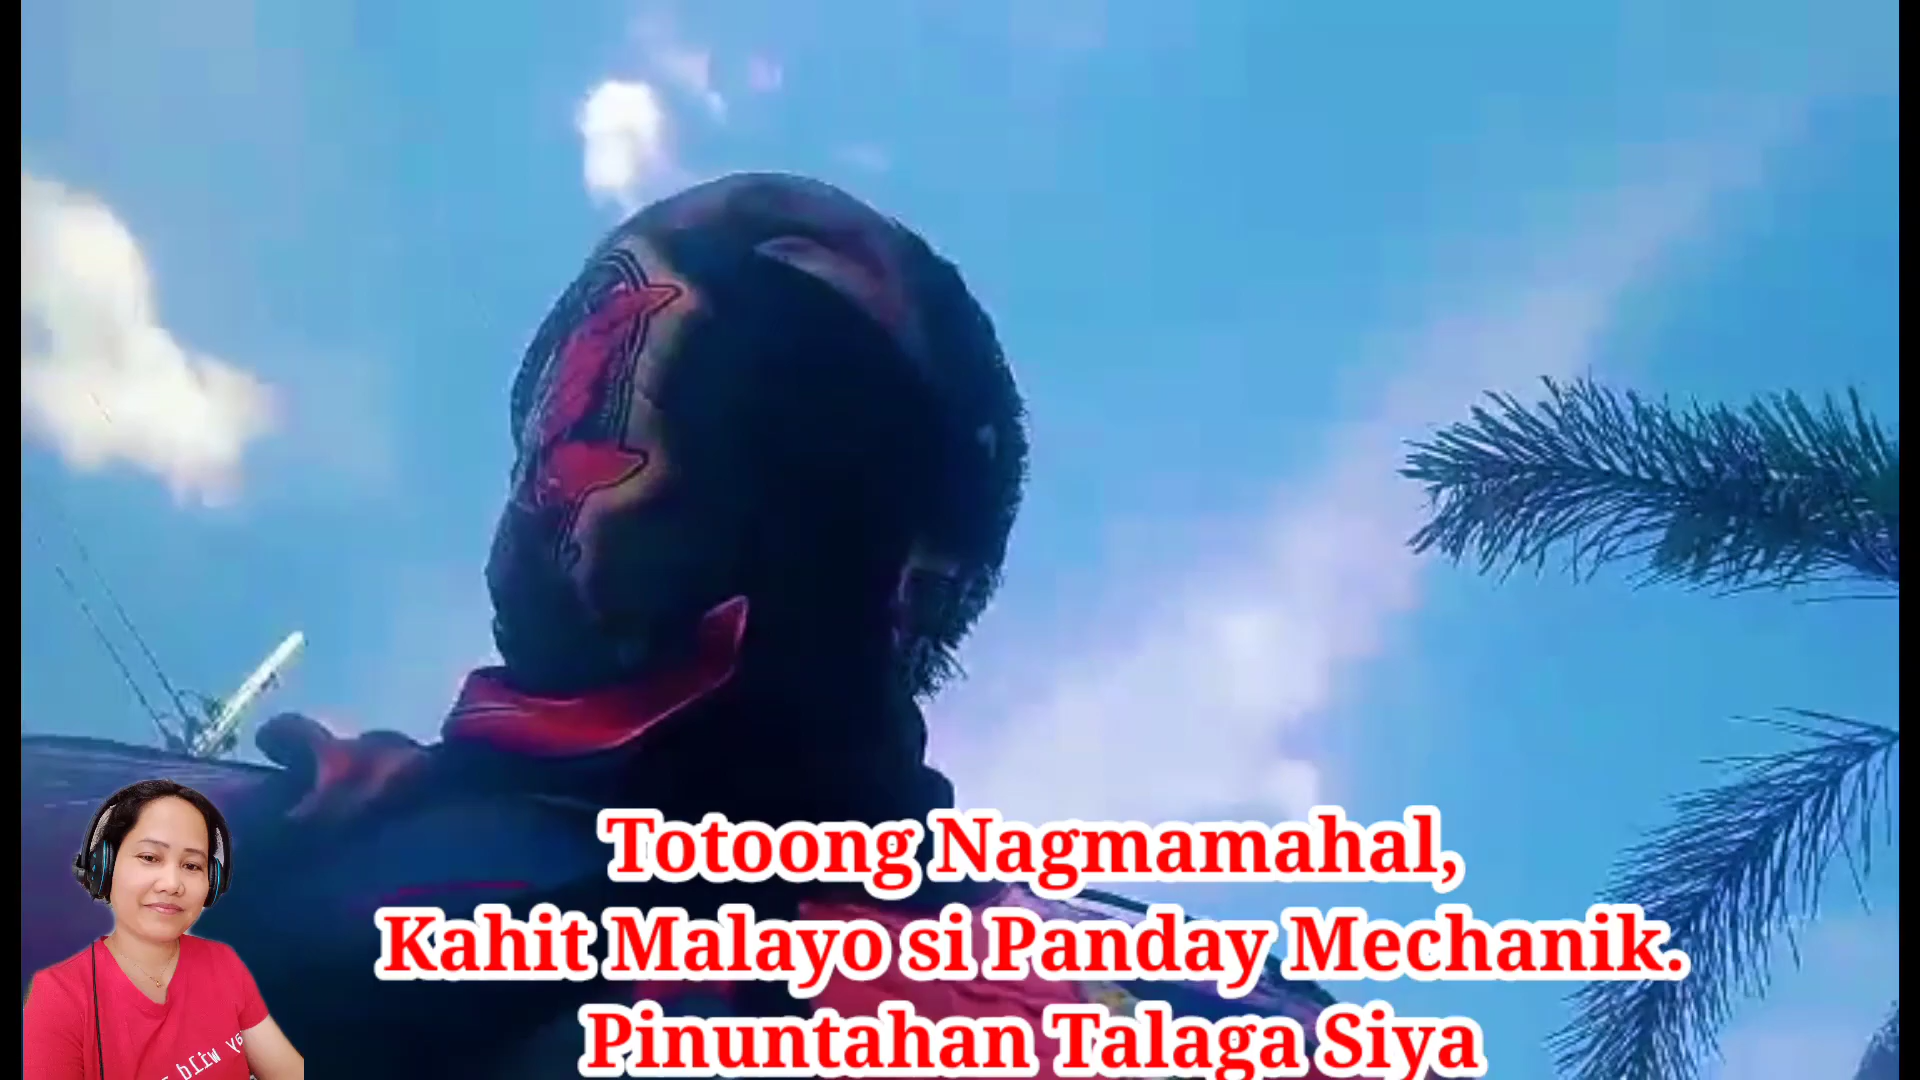 Totoong Nagmamahal,
Kahit Malayo si Panday Mechanik.
Pinuntahan Talaga Siya